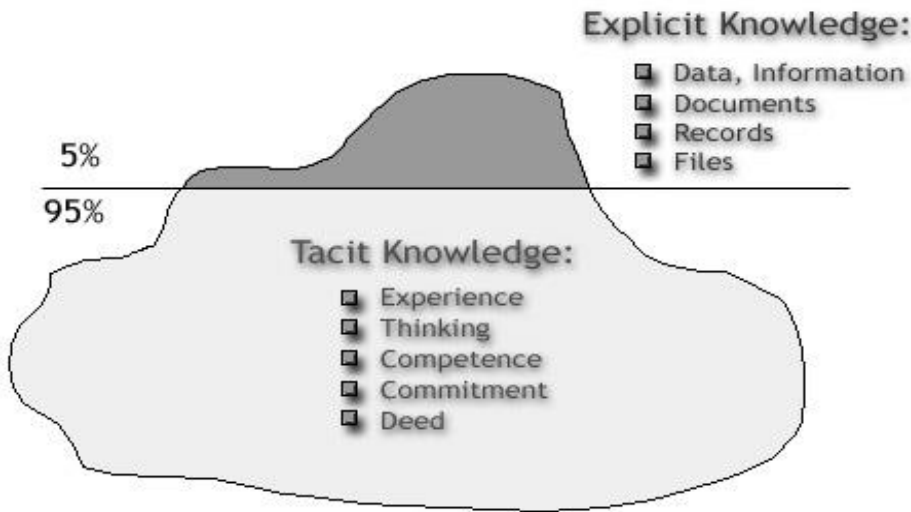 Explicit Knowledge:
Data, Information
Documents
Records
Files
5%
95%
Tacit Knowledge:
Experience
Thinking
Competence
Commitment
Deed